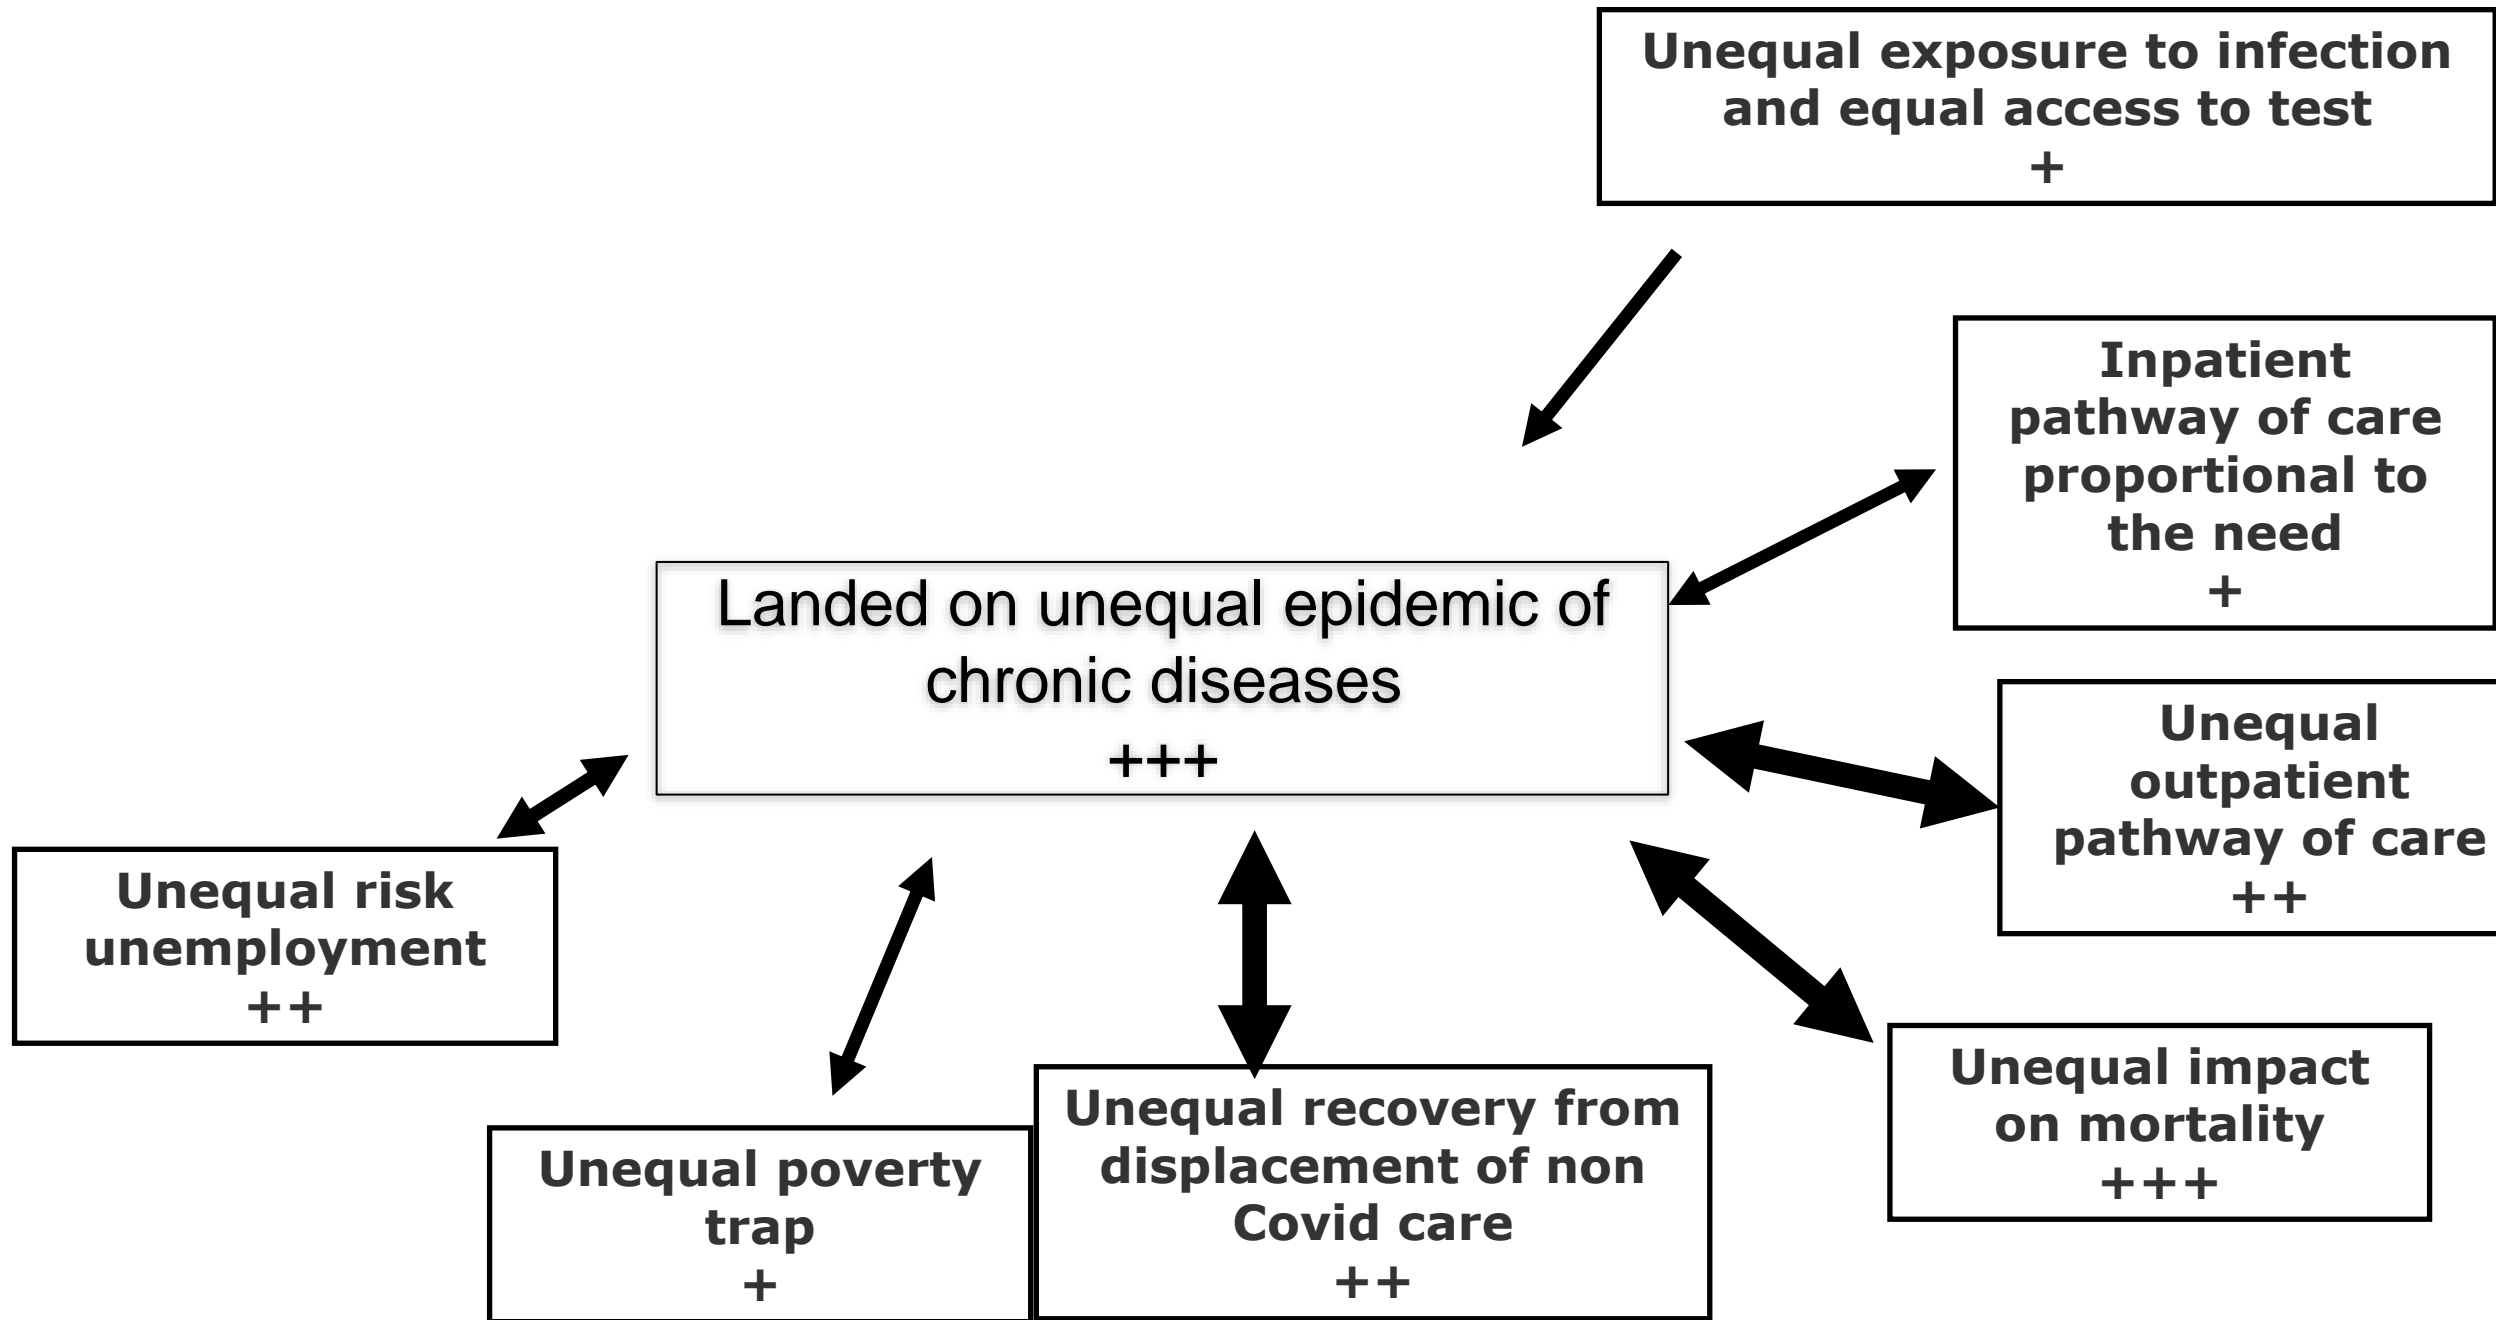 Unequal exposure to infection
and equal access to test
+
Inpatient
pathway of care
proportional to
the need
+
Landed on unequal epidemic of
chronic diseases
+++
Unequal
outpatient
pathway of care
++
Unequal risk
unemployment
++
Unequal impact
on mortality
+++
Unequal recovery from
displacement of non
Covid care
++
Unequal poverty
trap
+